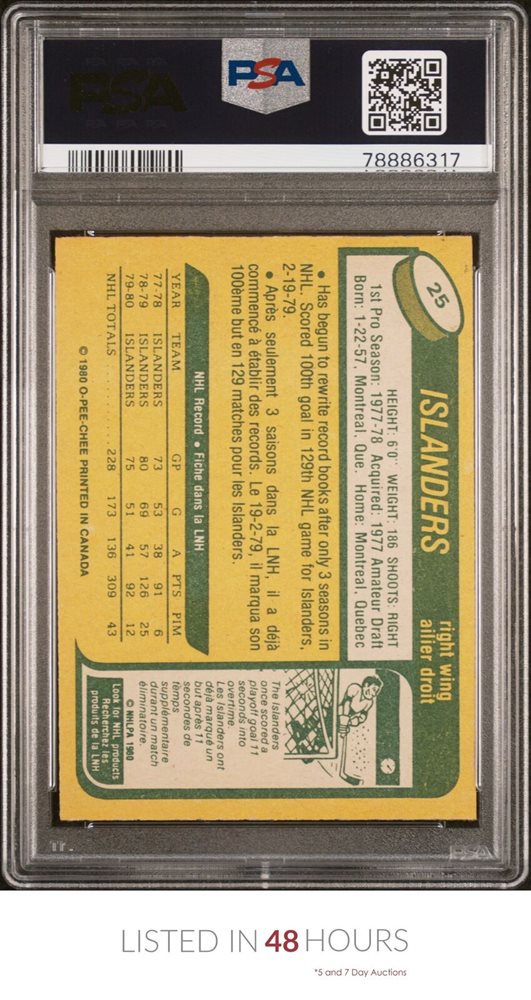 PSA
PSA
78886317
25
ISLANDERS
right wing
ailier droit
HEIGHT: 6'0" WEIGHT: 186 SHOOTS: RIGHT
1st Pro Season: 1977-78 Acquired: 1977 Amateur Draft
Born: 1-22-57, Montreal, Que. Home: Montreal, Quebec
• Has begun to rewrite record books after only 3 seasons in
NHL. Scored 100th goal in 129th NHL game for Islanders,
2-19-79.
• Après seulement 3 saisons dans la LNH, il a déjà
commencé à établir des records. Le 19-2-79, il marqua son
100ème but en 129 matches pour les Islanders.
NHL Record • Fiche dans la LNH
YEAR TEAM GP G A PTS PIM
77-78 ISLANDERS 73 53 38 91 6
78-79 ISLANDERS 80 69 57 126 25
79-80 ISLANDERS 75 51 41 92 12
NHL TOTALS . . . . . . . . 228 173 136 309 43
© 1980 O-PEE-CHEE PRINTED IN CANADA
The Islanders
once scored a
playoff goal 11
seconds into
overtime.
Les Islanders ont
déjà marqué un
but après 11
secondes de
temps
supplémentaire
durant un match
éliminatoire.
© NHLPA 1980
Look for NHL products
Recherchez les
produits de la LNH
PSA
LISTED IN 48 HOURS
*5 and 7 Day Auctions